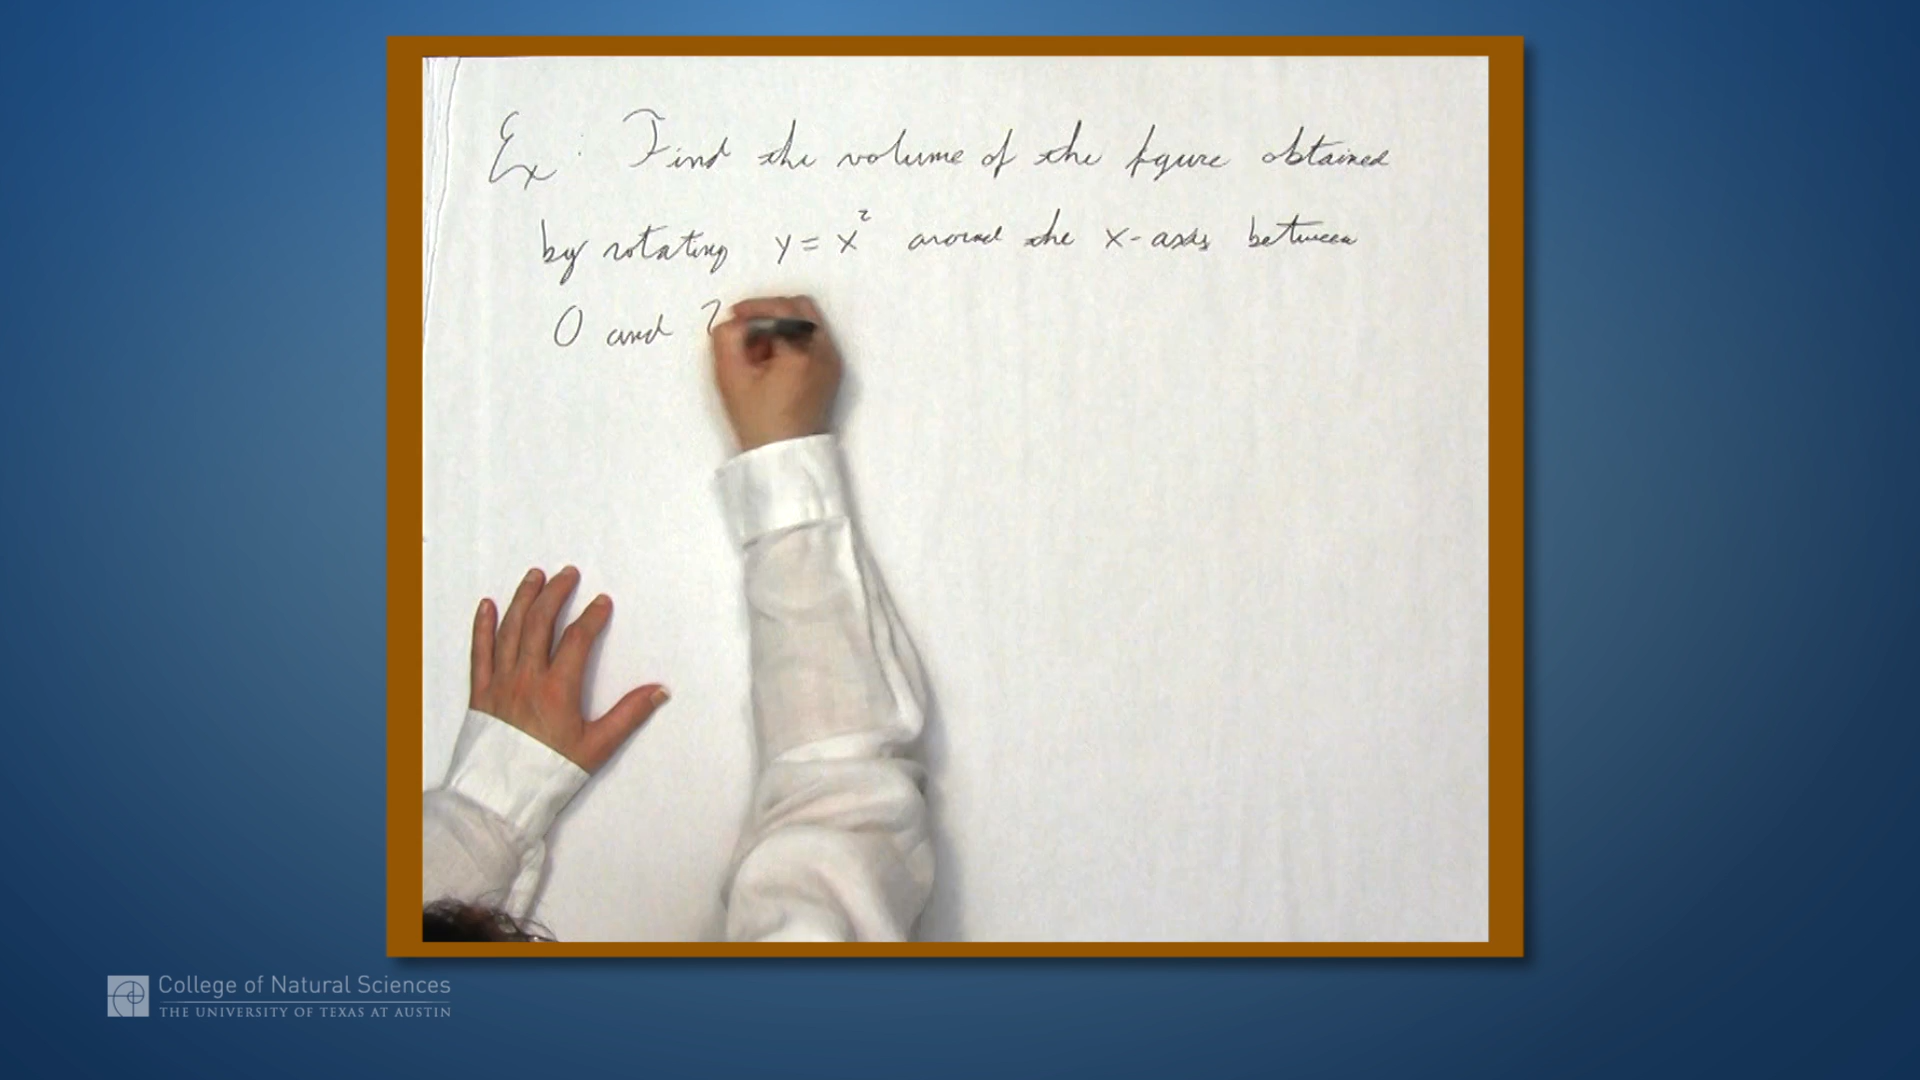 Ex: Find the volume of the figure obtained
by rotating y = x² around the x-axis between
0 and
College of Natural Sciences
THE UNIVERSITY OF TEXAS AT AUSTIN